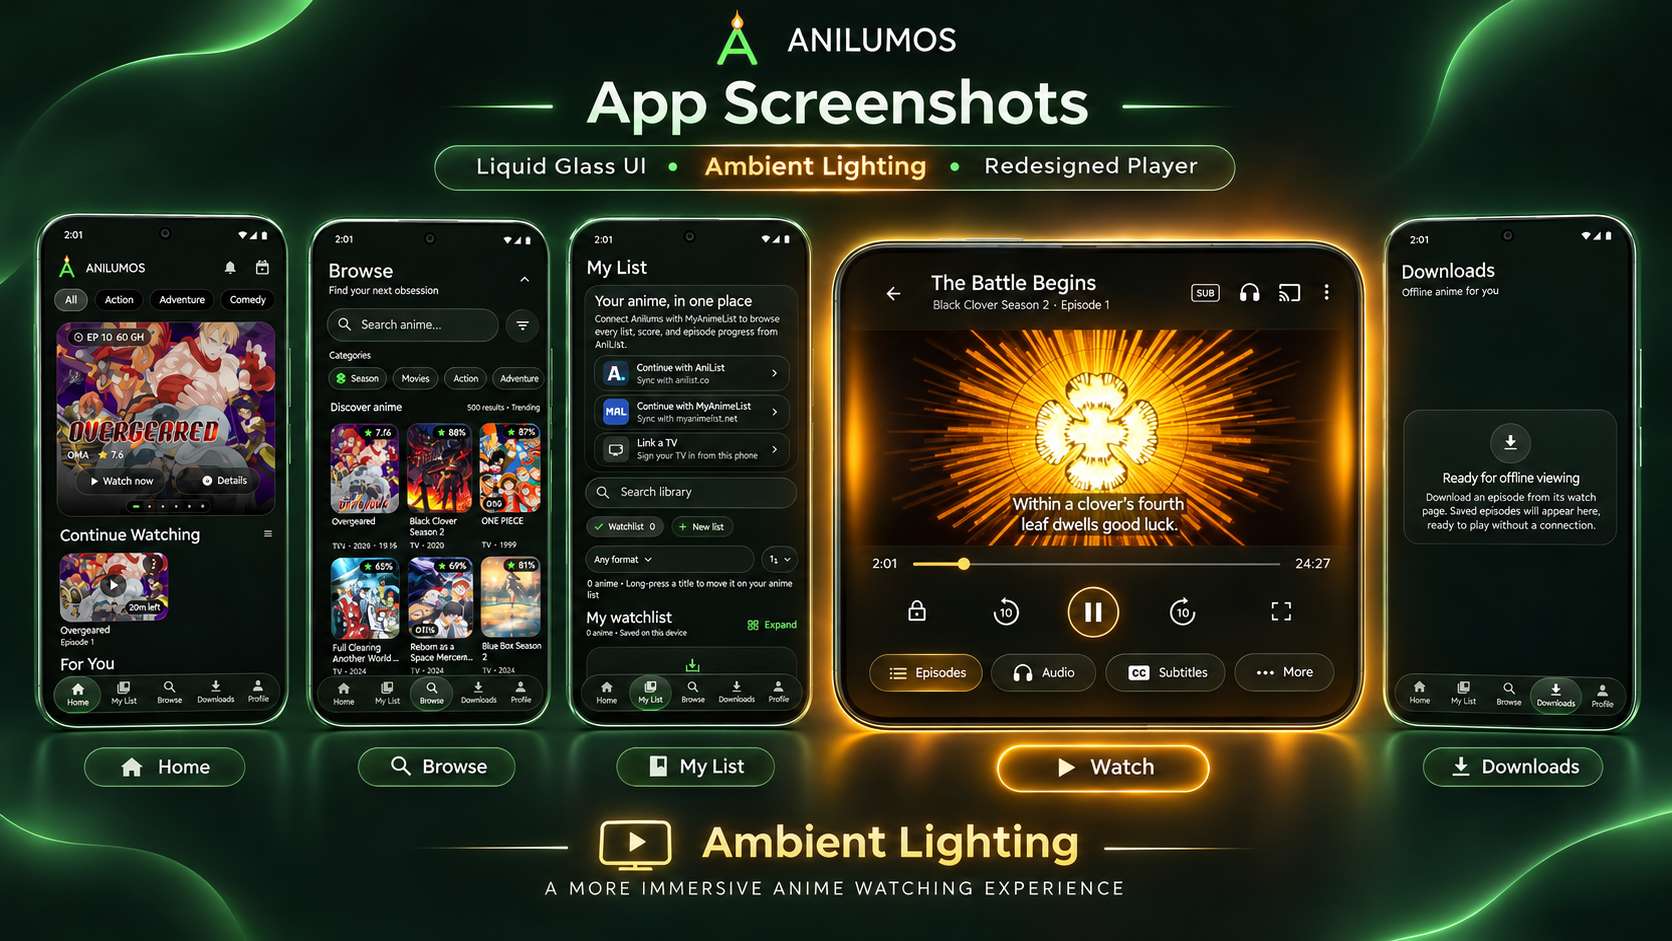 ANILUMOS
App Screenshots
Liquid Glass UI • Ambient Lighting • Redesigned Player
2:01
ANILUMOS
All Action Adventure Comedy
EP 10 60 GH
OVERGEARED
OMA ★ 7.6
Watch now Details
Continue Watching
20m left
Overgeared
Episode 1
For You
Home My List Browse Downloads Profile
Home
2:01
Browse
Find your next obsession
Search anime...
Categories
Season Movies Action Adventure
Discover anime 500 results • Trending
★ 7.f6 ★ 88% ★ 87%
Overgeared
Black Clover
Season 2
ONE PIECE
TV • 2020
TV • 1999
★ 65% ★ 69% ★ 81%
Full Clearing
Another World...
Reborn as a
Space Mercem...
Blue Box Season
2
TV • 2024
TV • 2024
TV • 2024
Home My List Browse Downloads Profile
Browse
2:01
My List
Your anime, in one place
Connect Anilums with MyAnimeList to browse
every list, score, and episode progress from
AniList.
A. Continue with AniList
Sync with anilist.co
MAL Continue with MyAnimeList
Sync with myanimelist.net
Link a TV
Sign your TV in from this phone
Search library
Watchlist 0 + New list
Any format
0 anime • Long-press a title to move it on your anime
list
My watchlist
0 anime • Saved on this device
Expand
Home My List Browse Downloads Profile
My List
The Battle Begins
Black Clover Season 2 • Episode 1
SUB
Within a clover's fourth
leaf dwells good luck.
2:01 24:27
10 10
Episodes Audio CC Subtitles More
Watch
2:01
Downloads
Offline anime for you
Ready for offline viewing
Download an episode from its watch
page. Saved episodes will appear here,
ready to play without a connection.
Home My List Browse Downloads Profile
Downloads
Ambient Lighting
A MORE IMMERSIVE ANIME WATCHING EXPERIENCE